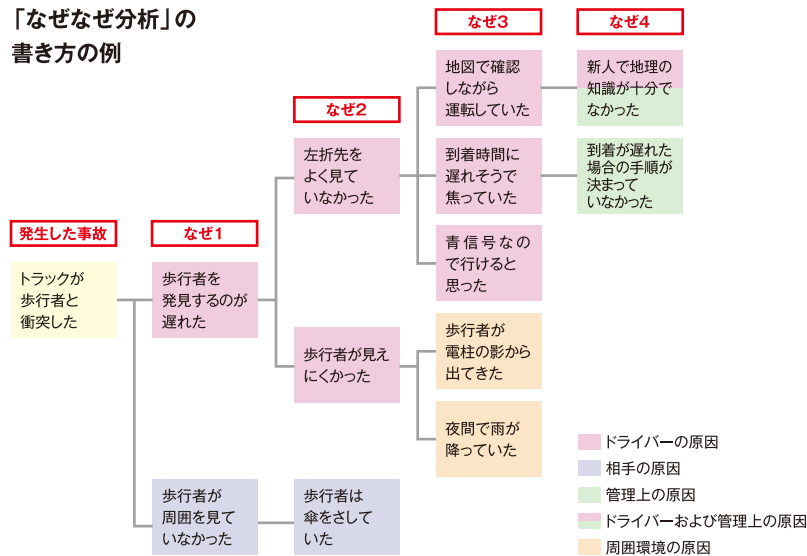 「なぜなぜ分析」の
書き方の例
発生した事故
トラックが
歩行者と
衝突した
なぜ1
歩行者を
発見するのが
遅れた
歩行者が
周囲を見て
いなかった
なぜ2
左折先を
よく見て
いなかった
歩行者が見え
にくかった
歩行者は
傘をさして
いた
なぜ3
地図で確認
しながら
運転していた
到着時間に
遅れそうで
焦っていた
青信号なの
で行けると
思った
歩行者が
電柱の影から
出てきた
夜間で雨が
降っていた
なぜ4
新人で地理の
知識が十分で
なかった
到着が遅れた
場合の手順が
決まって
いなかった
ドライバーの原因
相手の原因
管理上の原因
ドライバーおよび管理上の原因
周囲環境の原因